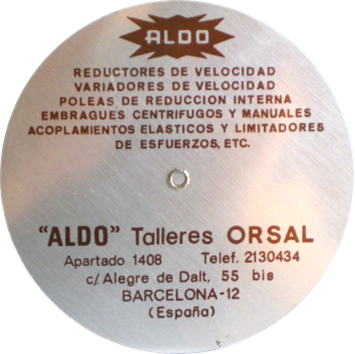 ALDO
REDUCTORES DE VELOCIDAD
VARIADORES DE VELOCIDAD
POLEAS DE REDUCCION INTERNA
EMBRAGUES CENTRIFUGOS Y MANUALES
ACOPLAMIENTOS ELASTICOS Y LIMITADORES
DE ESFUERZOS, ETC.
“ALDO” Talleres ORSAL
Apartado 1408 Telef. 2130434
c/ Alegre de Dalt, 55 bis
BARCELONA-12
(España)